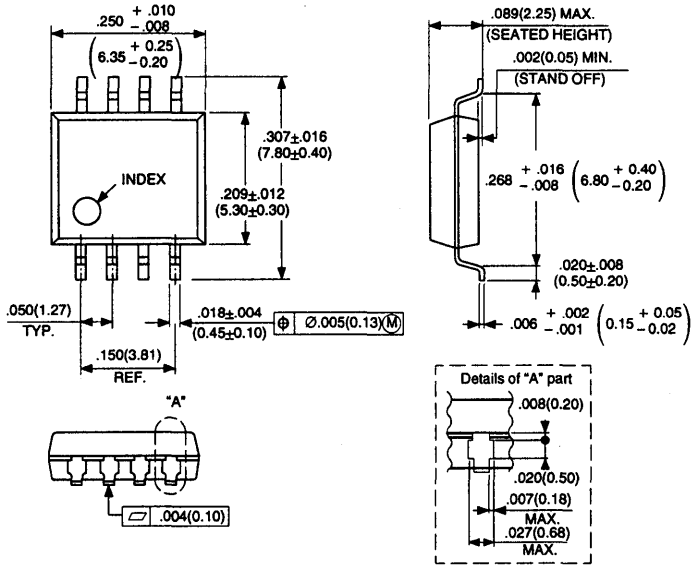 .250 + .010 - .008
(6.35 + 0.25 - 0.20)
INDEX
.307±.016
(7.80±0.40)
.209±.012
(5.30±0.30)
.050(1.27)
TYP.
.018±.004
(0.45±0.10)
⌖ Ø.005(0.13)Ⓜ
.150(3.81)
REF.
"A"
▱ .004(0.10)
.089(2.25) MAX.
(SEATED HEIGHT)
.002(0.05) MIN.
(STAND OFF)
.268 + .016 - .008 (6.80 + 0.40 - 0.20)
.020±.008
(0.50±0.20)
.006 + .002 - .001 (0.15 + 0.05 - 0.02)
Details of "A" part
.008(0.20)
.020(0.50)
.007(0.18)
MAX.
.027(0.68)
MAX.